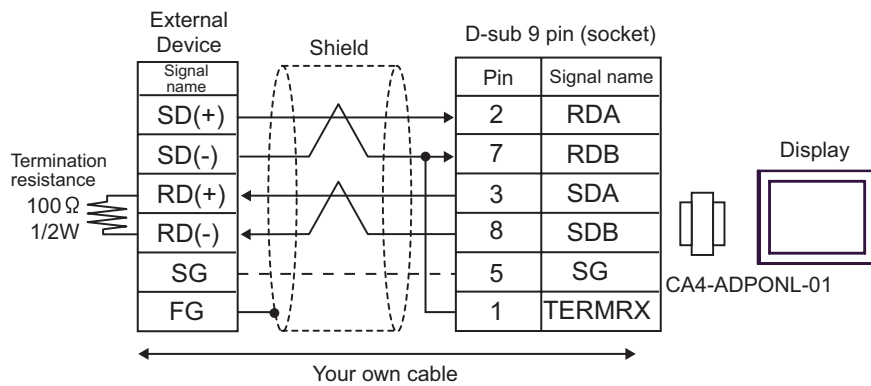 External
Device
Shield
D-sub 9 pin (socket)
Signal
name
Pin
Signal name
SD(+)
2
RDA
SD(-)
7
RDB
Display
Termination
resistance
100Ω
1/2W
RD(+)
3
SDA
RD(-)
8
SDB
SG
5
SG
CA4-ADPONL-01
FG
1
TERMRX
Your own cable